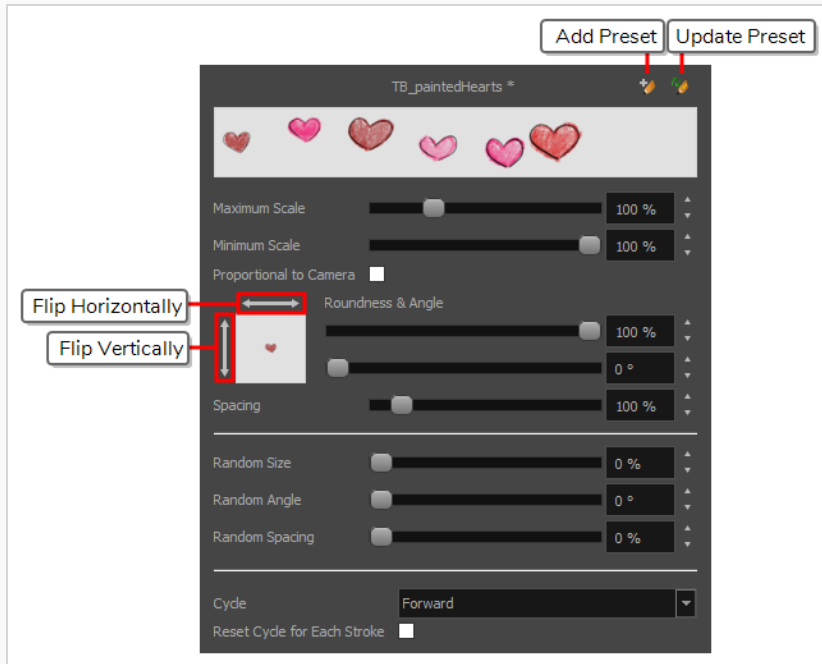 Add Preset
Update Preset
TB_paintedHearts *
Maximum Scale 100 %
Minimum Scale 100 %
Proportional to Camera
Flip Horizontally
Roundness & Angle
Flip Vertically
100 %
0 °
Spacing 100 %
Random Size 0 %
Random Angle 0 °
Random Spacing 0 %
Cycle Forward
Reset Cycle for Each Stroke